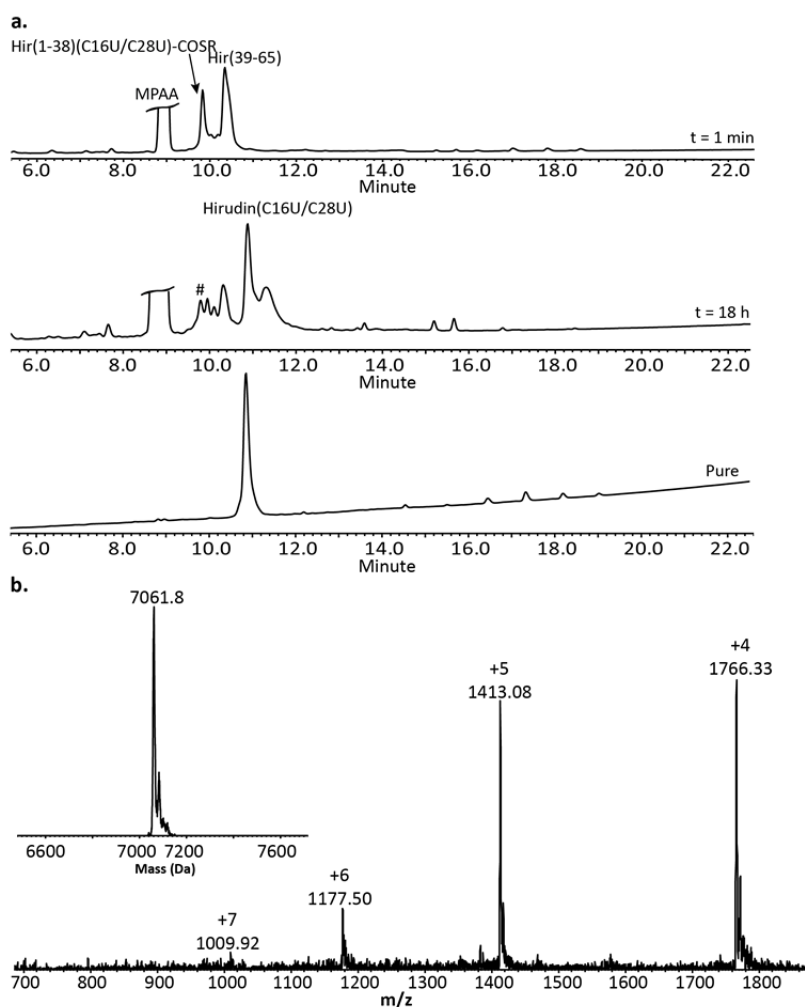 a.
Hir(1-38)(C16U/C28U)-COSR
Hir(39-65)
MPAA
t = 1 min
6.0 8.0 10.0 12.0 14.0 16.0 18.0 20.0 22.0
Minute
Hirudin(C16U/C28U)
#
t = 18 h
6.0 8.0 10.0 12.0 14.0 16.0 18.0 20.0 22.0
Minute
Pure
6.0 8.0 10.0 12.0 14.0 16.0 18.0 20.0 22.0
Minute
b.
7061.8
6600 7000 7200 7600
Mass (Da)
+7
1009.92
+6
1177.50
+5
1413.08
+4
1766.33
700 800 900 1000 1100 1200 1300 1400 1500 1600 1700 1800
m/z